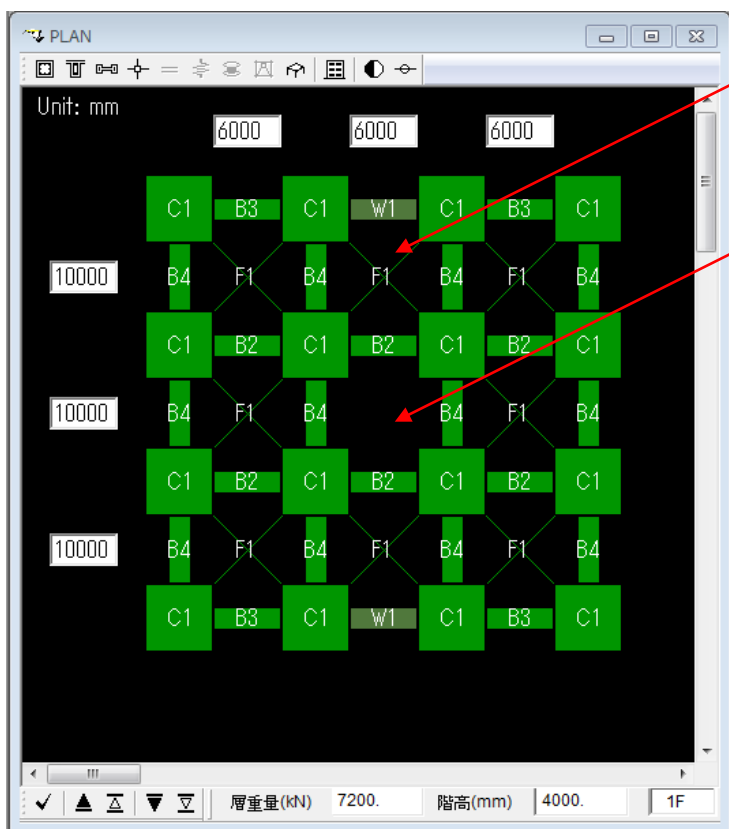 PLAN
Unit: mm
6000 6000 6000
C1 B3 C1 W1 C1 B3 C1
10000 B4 F1 B4 F1 B4 F1 B4
C1 B2 C1 B2 C1 B2 C1
10000 B4 F1 B4 B4 F1 B4
C1 B2 C1 B2 C1 B2 C1
10000 B4 F1 B4 F1 B4 F1 B4
C1 B3 C1 W1 C1 B3 C1
層重量(kN) 7200. 階高(mm) 4000. 1F